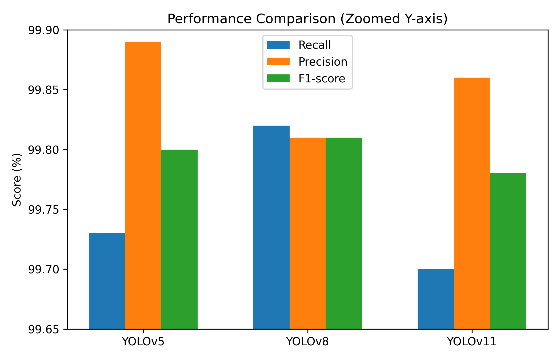 Performance Comparison (Zoomed Y-axis)
Score (%)
99.90
99.85
99.80
99.75
99.70
99.65
Recall
Precision
F1-score
YOLOv5
YOLOv8
YOLOv11